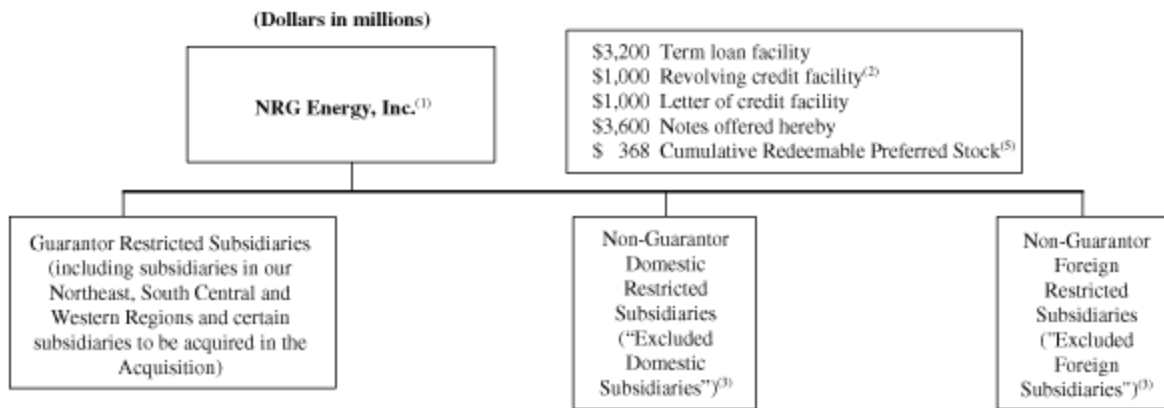 (Dollars in millions)
NRG Energy, Inc.(1)
$3,200 Term loan facility
$1,000 Revolving credit facility(2)
$1,000 Letter of credit facility
$3,600 Notes offered hereby
$ 368 Cumulative Redeemable Preferred Stock(5)
Guarantor Restricted Subsidiaries
(including subsidiaries in our
Northeast, South Central and
Western Regions and certain
subsidiaries to be acquired in the
Acquisition)
Non-Guarantor
Domestic
Restricted
Subsidiaries
(“Excluded
Domestic
Subsidiaries”)(3)
Non-Guarantor
Foreign
Restricted
Subsidiaries
("Excluded
Foreign
Subsidiaries")(3)